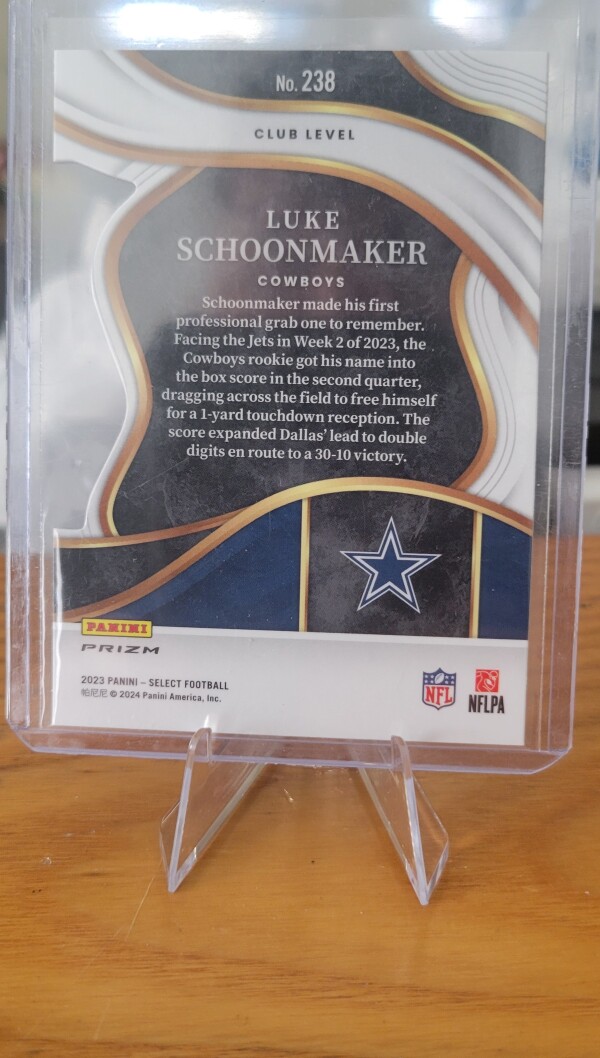 No. 238
CLUB LEVEL
LUKE
SCHOONMAKER
COWBOYS
Schoonmaker made his first
professional grab one to remember.
Facing the Jets in Week 2 of 2023, the
Cowboys rookie got his name into
the box score in the second quarter,
dragging across the field to free himself
for a 1-yard touchdown reception. The
score expanded Dallas’ lead to double
digits en route to a 30-10 victory.
PANINI
PRIZM
2023 PANINI – SELECT FOOTBALL
帕尼尼 © 2024 Panini America, Inc.
NFL
NFLPA